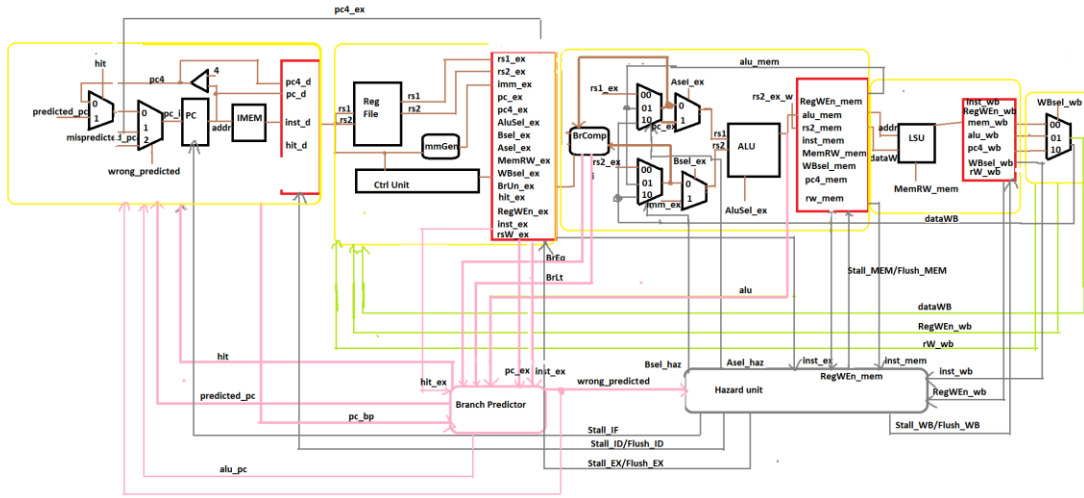 pc4_ex
hit
pc4
4
predicted_pc
0
1
mispredicted_pc
0
1
2
pc_i
PC
addr
IMEM
wrong_predicted
pc4_d
pc_d
inst_d
hit_d
rs1
rs2
Reg
File
rs1
rs2
mmGen
Ctrl Unit
rs1_ex
rs2_ex
imm_ex
pc_ex
pc4_ex
AluSel_ex
Bsel_ex
Asel_ex
MemRW_ex
WBsel_ex
BrUn_ex
hit_ex
RegWEn_ex
inst_ex
rsW_ex
BrComp
i
rs1_ex
00
01
10
pc_ex
Asel_ex
0
1
rs2_ex
00
01
10
imm_ex
Bsel_ex
0
1
rs1
rs2
ALU
AluSel_ex
alu_mem
rs2_ex_w
RegWEn_mem
alu_mem
rs2_mem
inst_mem
MemRW_mem
WBsel_mem
pc4_mem
rw_mem
addr
dataW
LSU
MemRW_mem
Inst_wb
RegWEn_wb
mem_wb
alu_wb
pc4_wb
WBsel_wb
rW_wb
WBsel_wb
00
01
10
dataWB
BrEq
BrLt
alu
Stall_MEM/Flush_MEM
dataWB
RegWEn_wb
rW_wb
hit
hit_ex
pc_ex
inst_ex
wrong_predicted
Bsel_haz
Asel_haz
inst_ex
inst_mem
RegWEn_mem
inst_wb
RegWEn_wb
Hazard unit
predicted_pc
Branch Predictor
pc_bp
Stall_IF
Stall_ID/Flush_ID
Stall_WB/Flush_WB
Stall_EX/Flush_EX
alu_pc